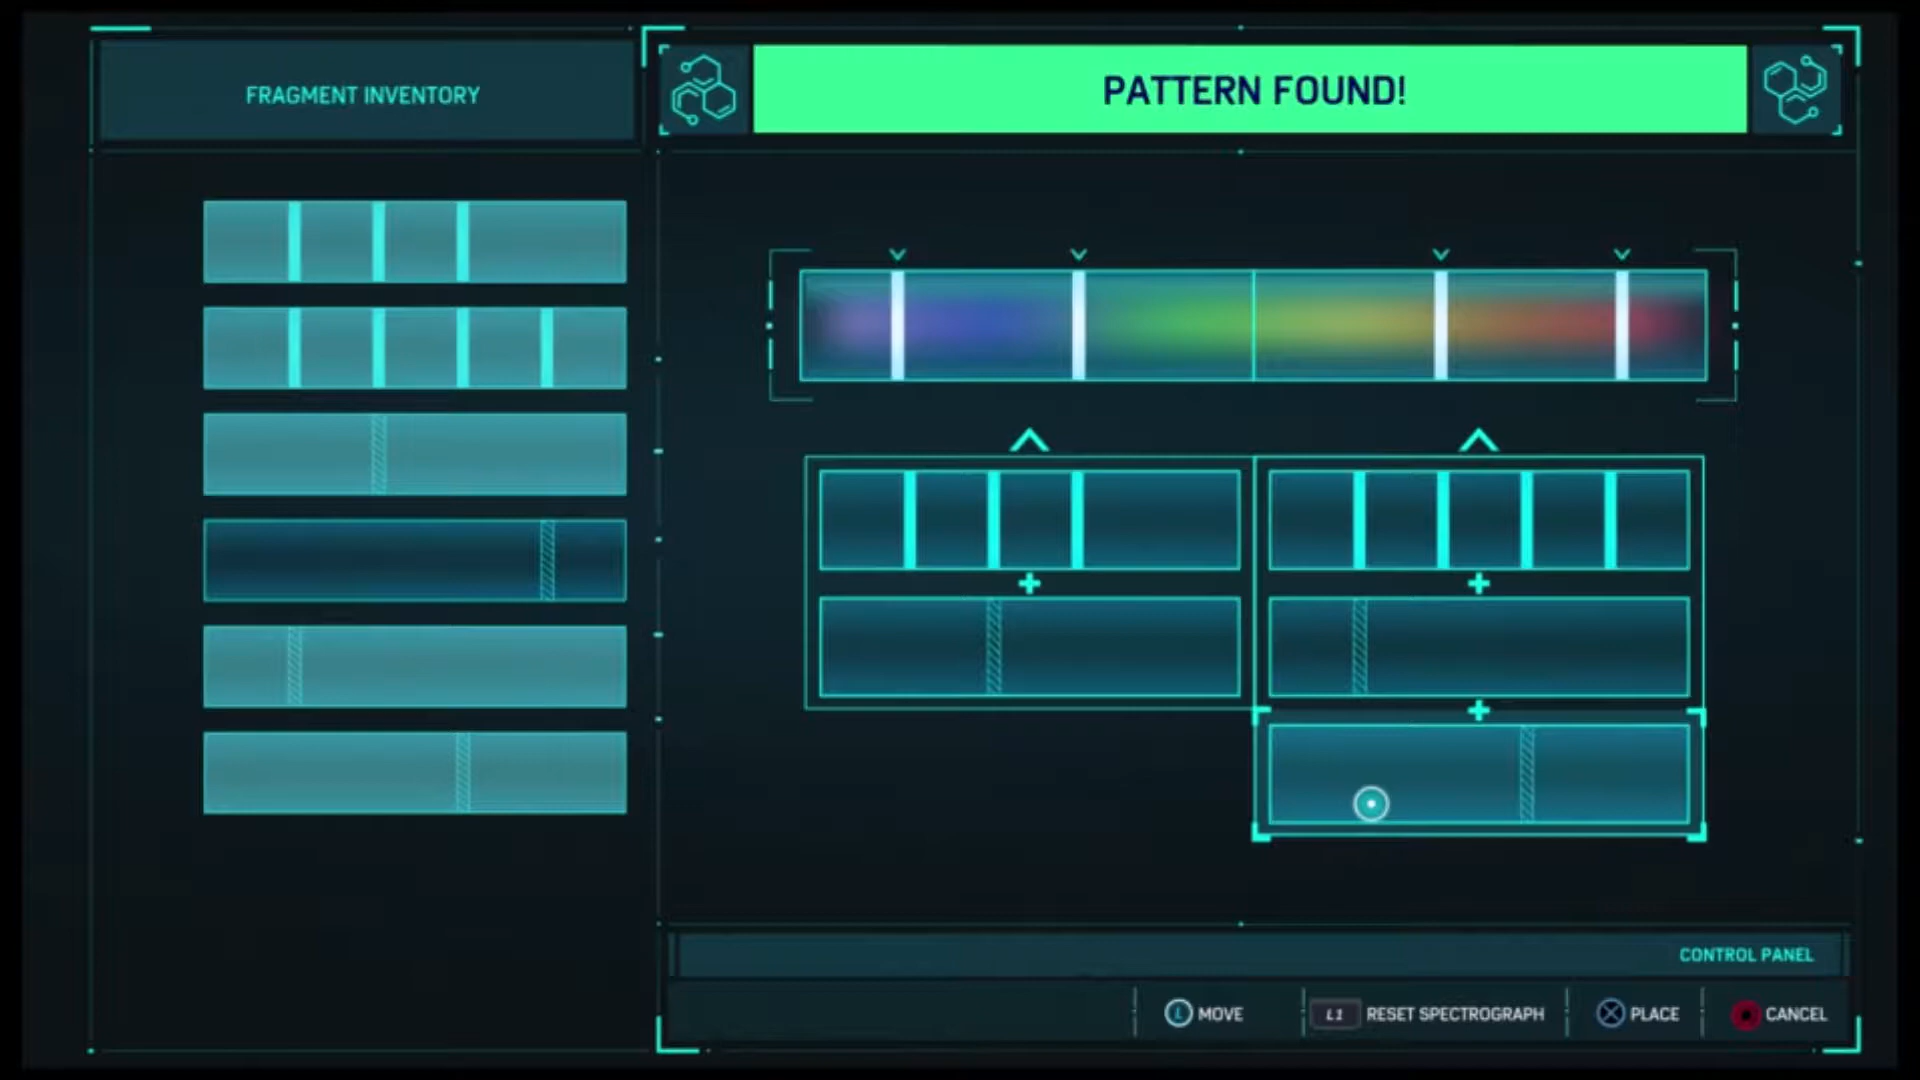 FRAGMENT INVENTORY
PATTERN FOUND!
CONTROL PANEL
L MOVE
L1 RESET SPECTROGRAPH
PLACE
CANCEL